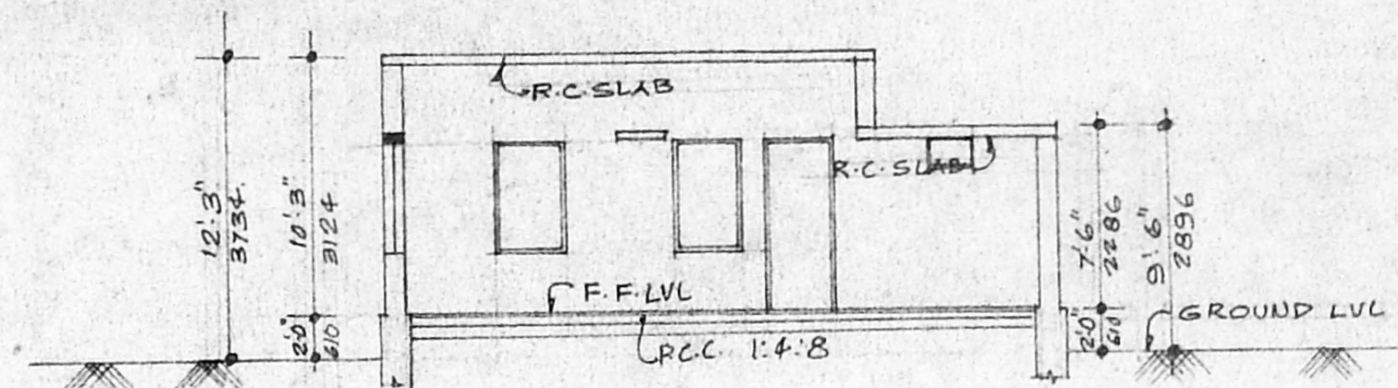 R.C. SLAB
R.C. SLAB
12'.3"
3734.
10'.3"
3124
2'.0"
610
7'.6"
2286
9'.6"
2896
2'.0"
610
F.F. LVL
GROUND LVL
P.C.C. 1:4:8